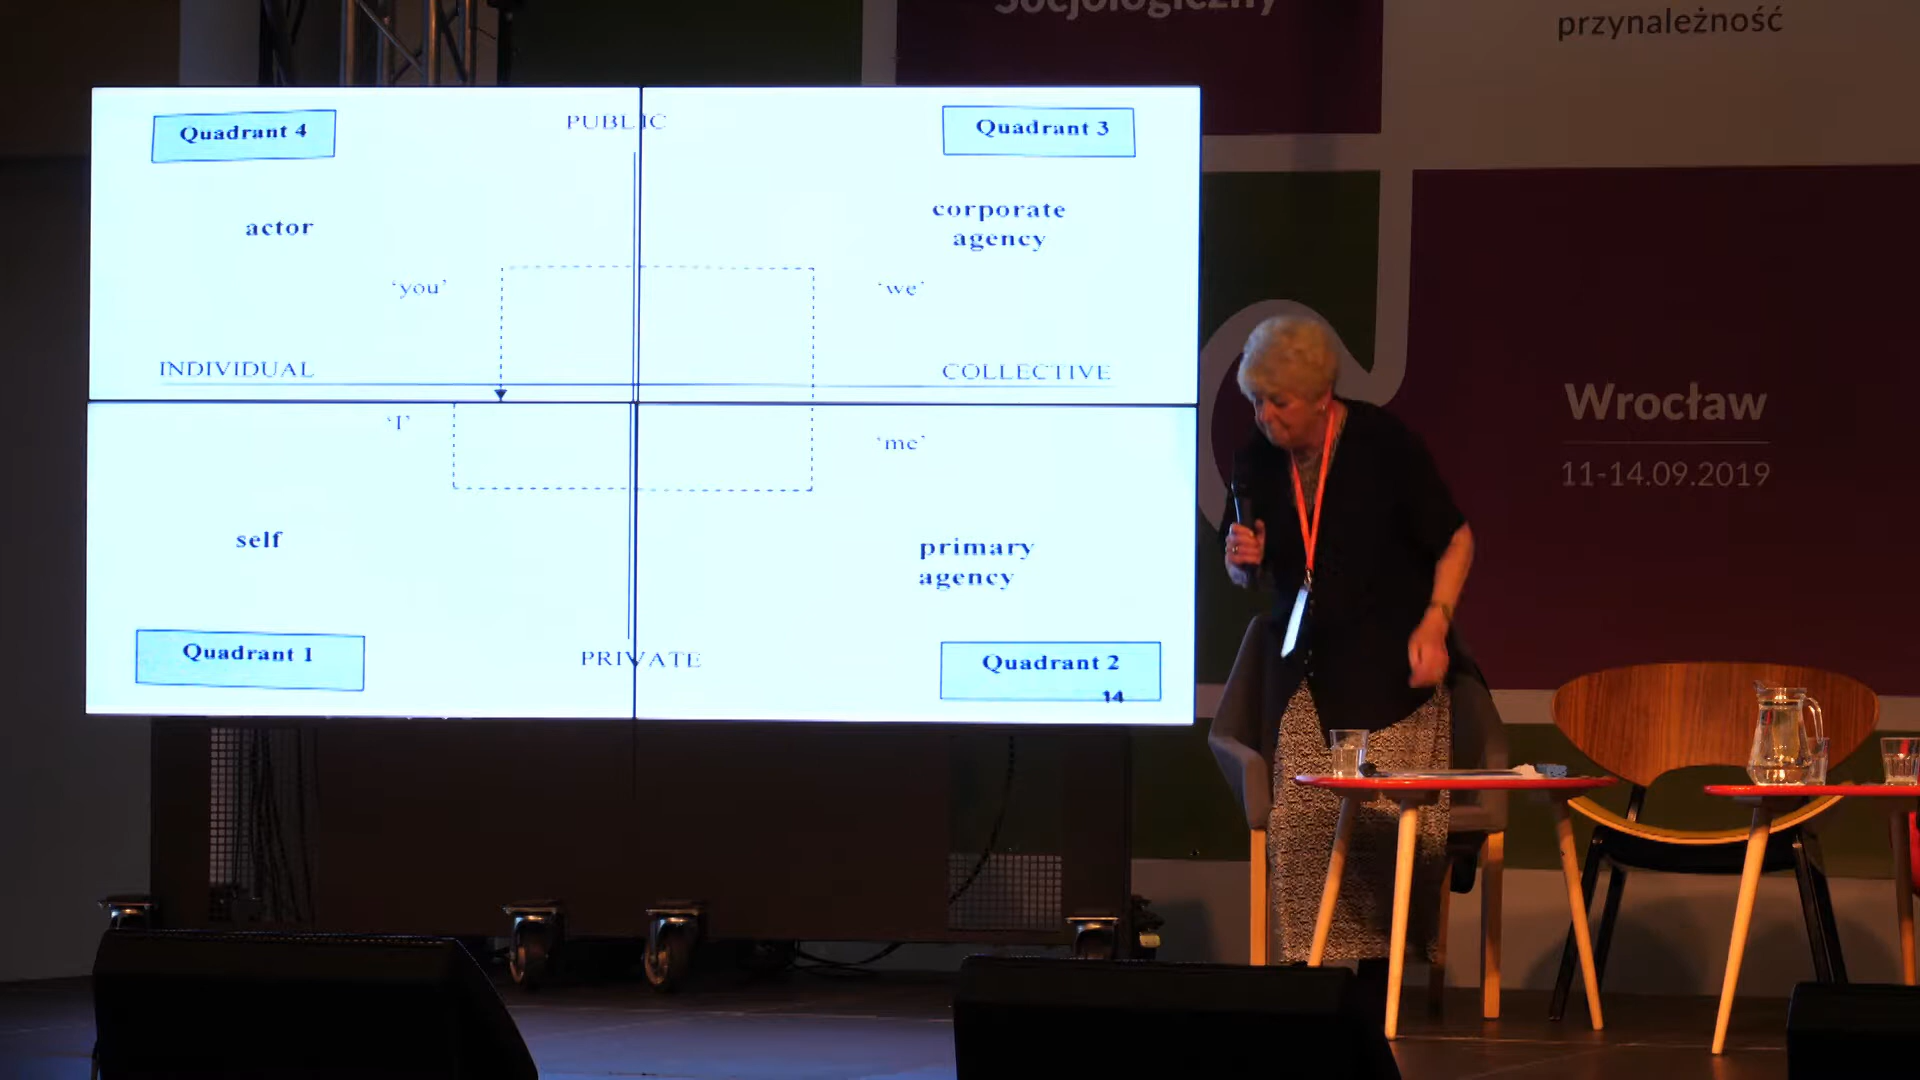 Socjologiczny
przynależność
Quadrant 4
PUBLIC
Quadrant 3
actor
corporate
agency
‘you’
‘we’
INDIVIDUAL
COLLECTIVE
‘I’
‘me’
self
primary
agency
Quadrant 1
PRIVATE
Quadrant 2
14
Wrocław
11-14.09.2019